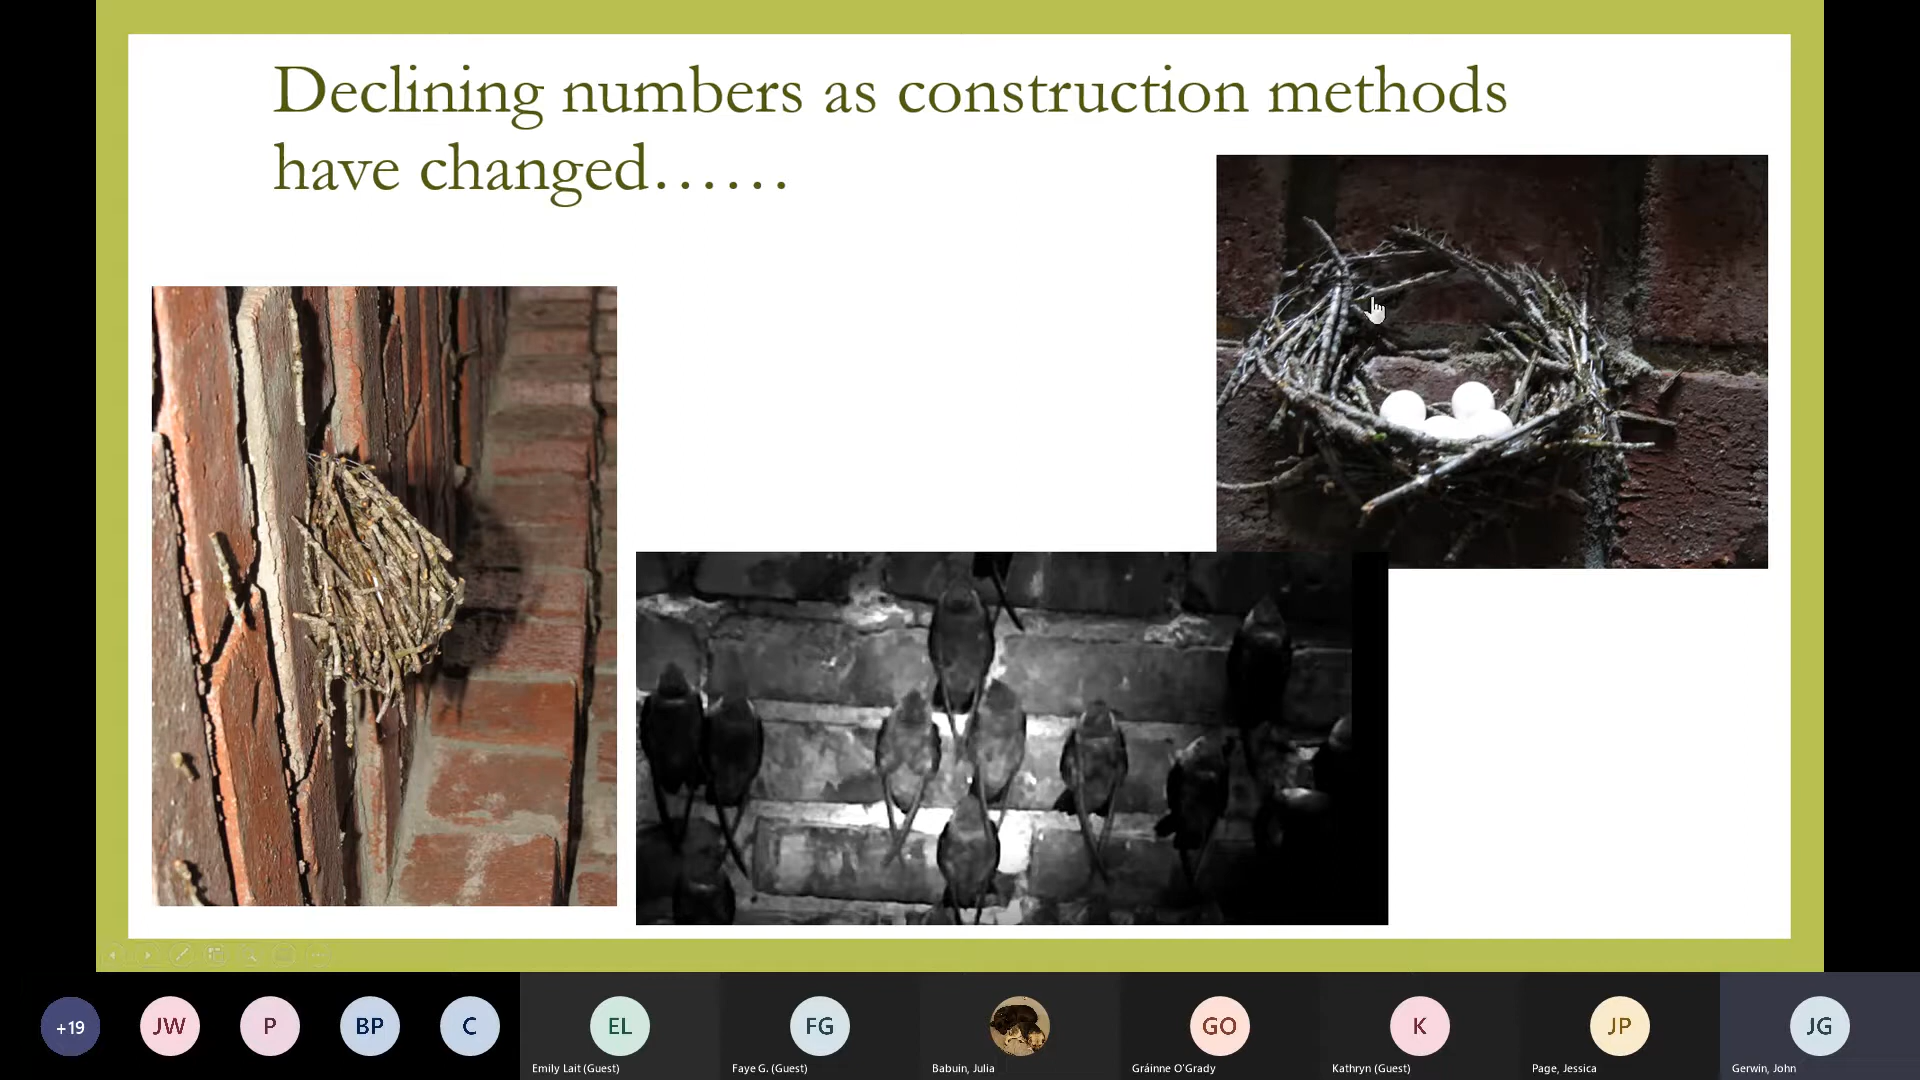 Declining numbers as construction methods
have changed......
+19
JW
P
BP
C
EL
FG
GO
K
JP
JG
Emily Lait (Guest)
Faye G. (Guest)
Babuin, Julia
Gráinne O'Grady
Kathryn (Guest)
Page, Jessica
Gerwin, John